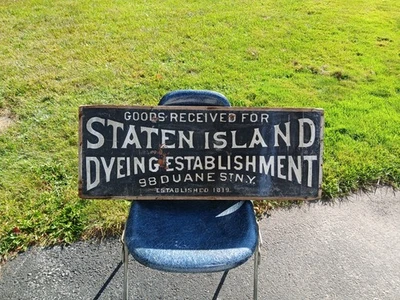 GOODS RECEIVED FOR
STATEN ISLAND
DYEING ESTABLISHMENT
98 DUANE ST. N.Y.
ESTABLISHED 1819.